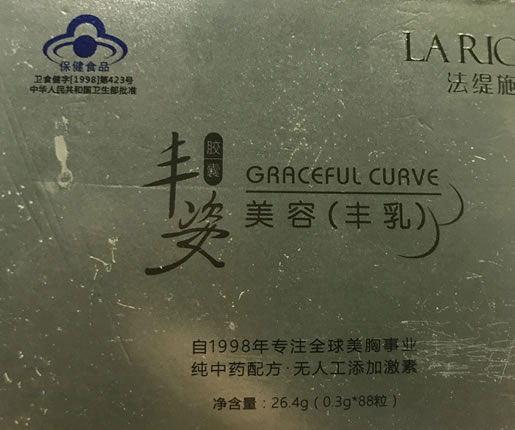 保健食品
卫食健字[1998]第423号
中华人民共和国卫生部批准
LA RIC
法缇施
丰姿
胶囊
GRACEFUL CURVE
美容(丰乳)
自1998年专注全球美胸事业
纯中药配方·无人工添加激素
净含量：26.4g（0.3g*88粒）